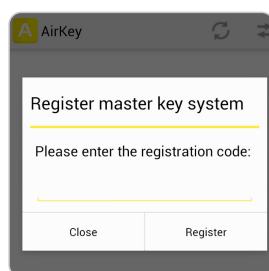 A AirKey
Register master key system
Please enter the registration code:
Close Register